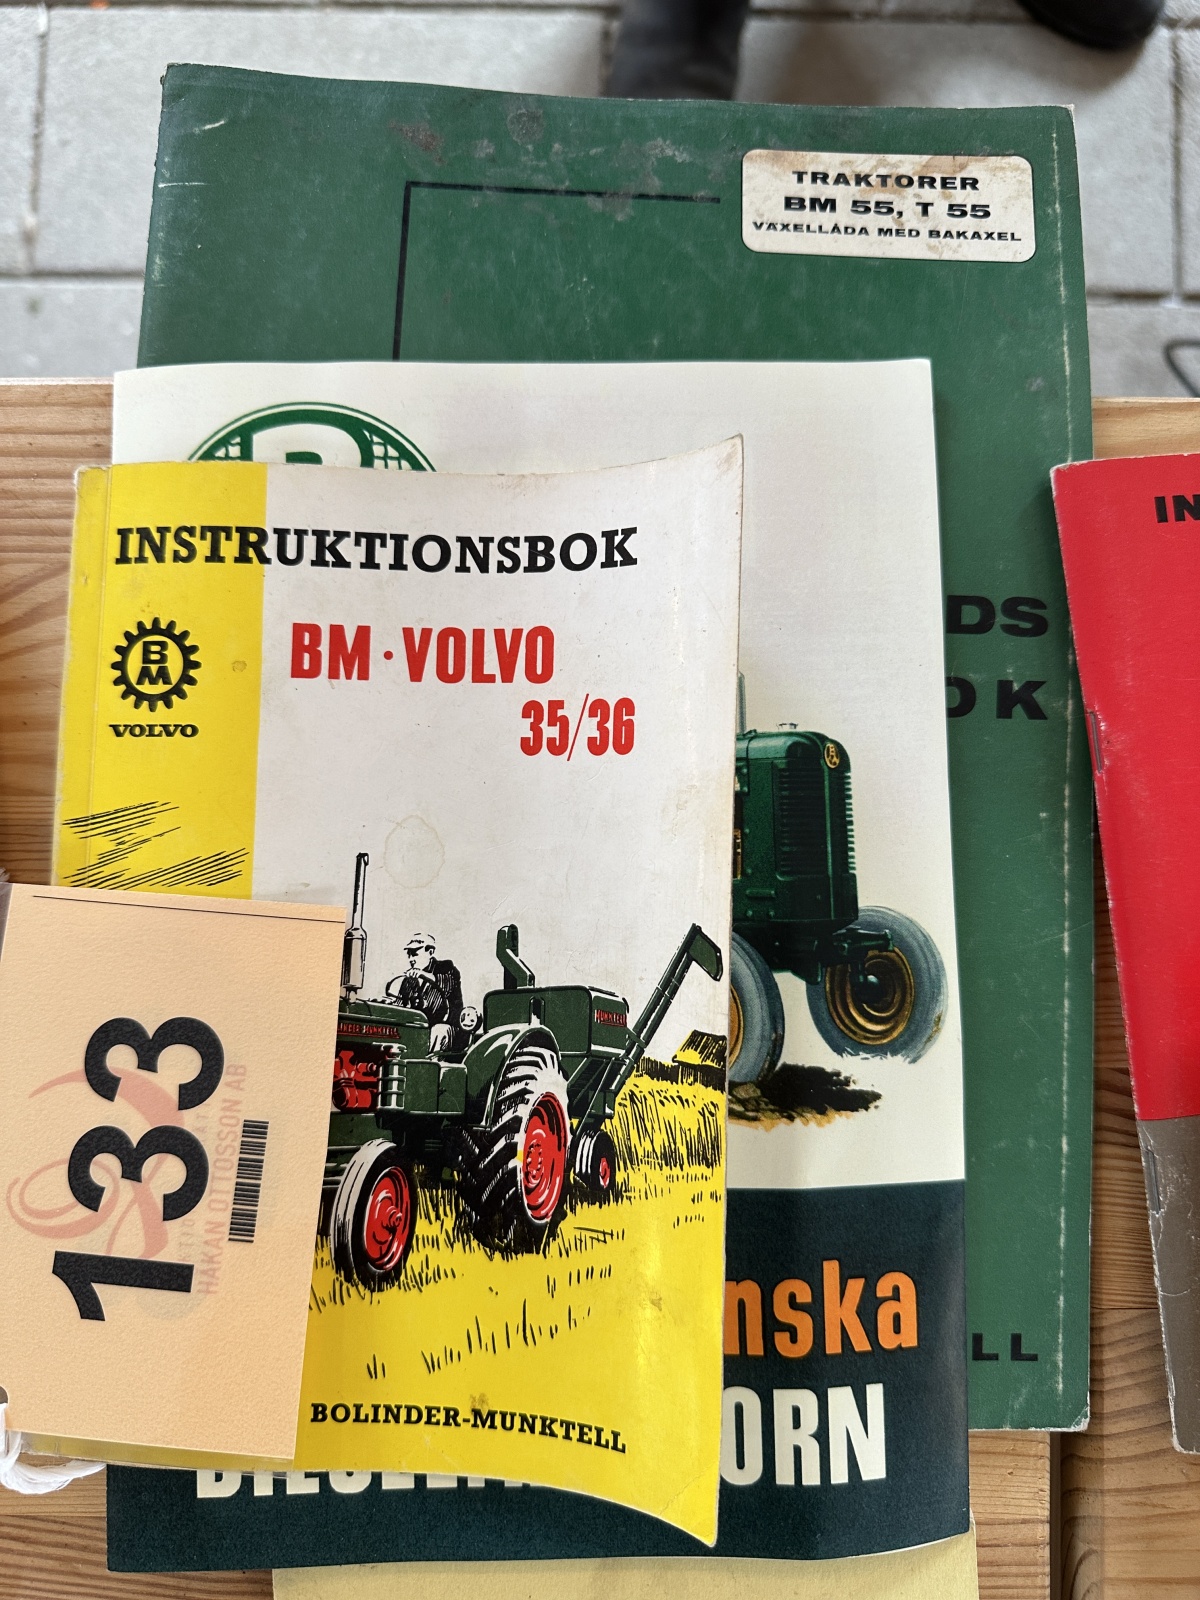 TRAKTORER
BM 55, T 55
VÄXELLÅDA MED BAKAXEL
INSTRUKTIONSBOK
BM
VOLVO
BM·VOLVO
35/36
DS
OK
IN
MUNKTELL
133
HÅKAN OTTOSSON AB
nska
ORN
LL
BOLINDER-MUNKTELL